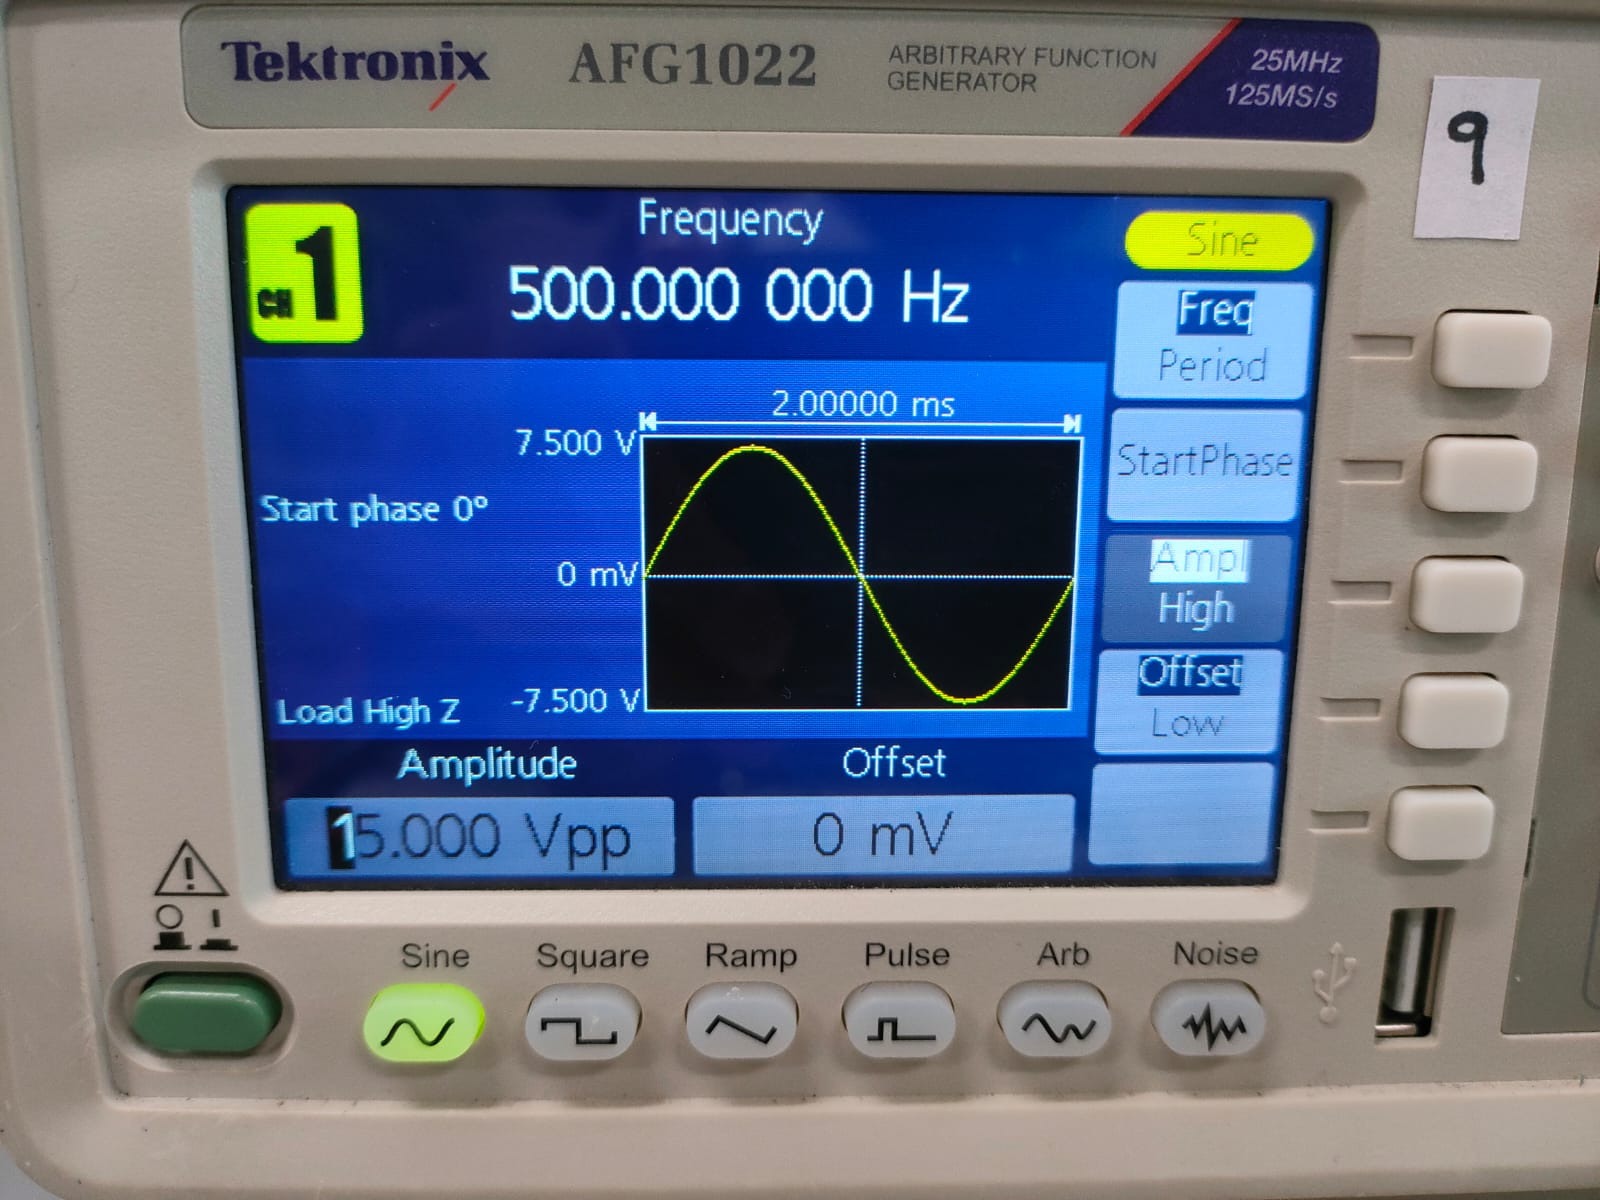 Tektronix AFG1022 ARBITRARY FUNCTION GENERATOR
25MHz
125MS/s
9
CH 1
Frequency
500.000 000 Hz
Sine
Freq
Period
StartPhase
Ampl
High
Offset
Low
2.00000 ms
7.500 V
Start phase 0°
0 mV
Load High Z
-7.500 V
Amplitude
Offset
15.000 Vpp
0 mV
Sine
Square
Ramp
Pulse
Arb
Noise